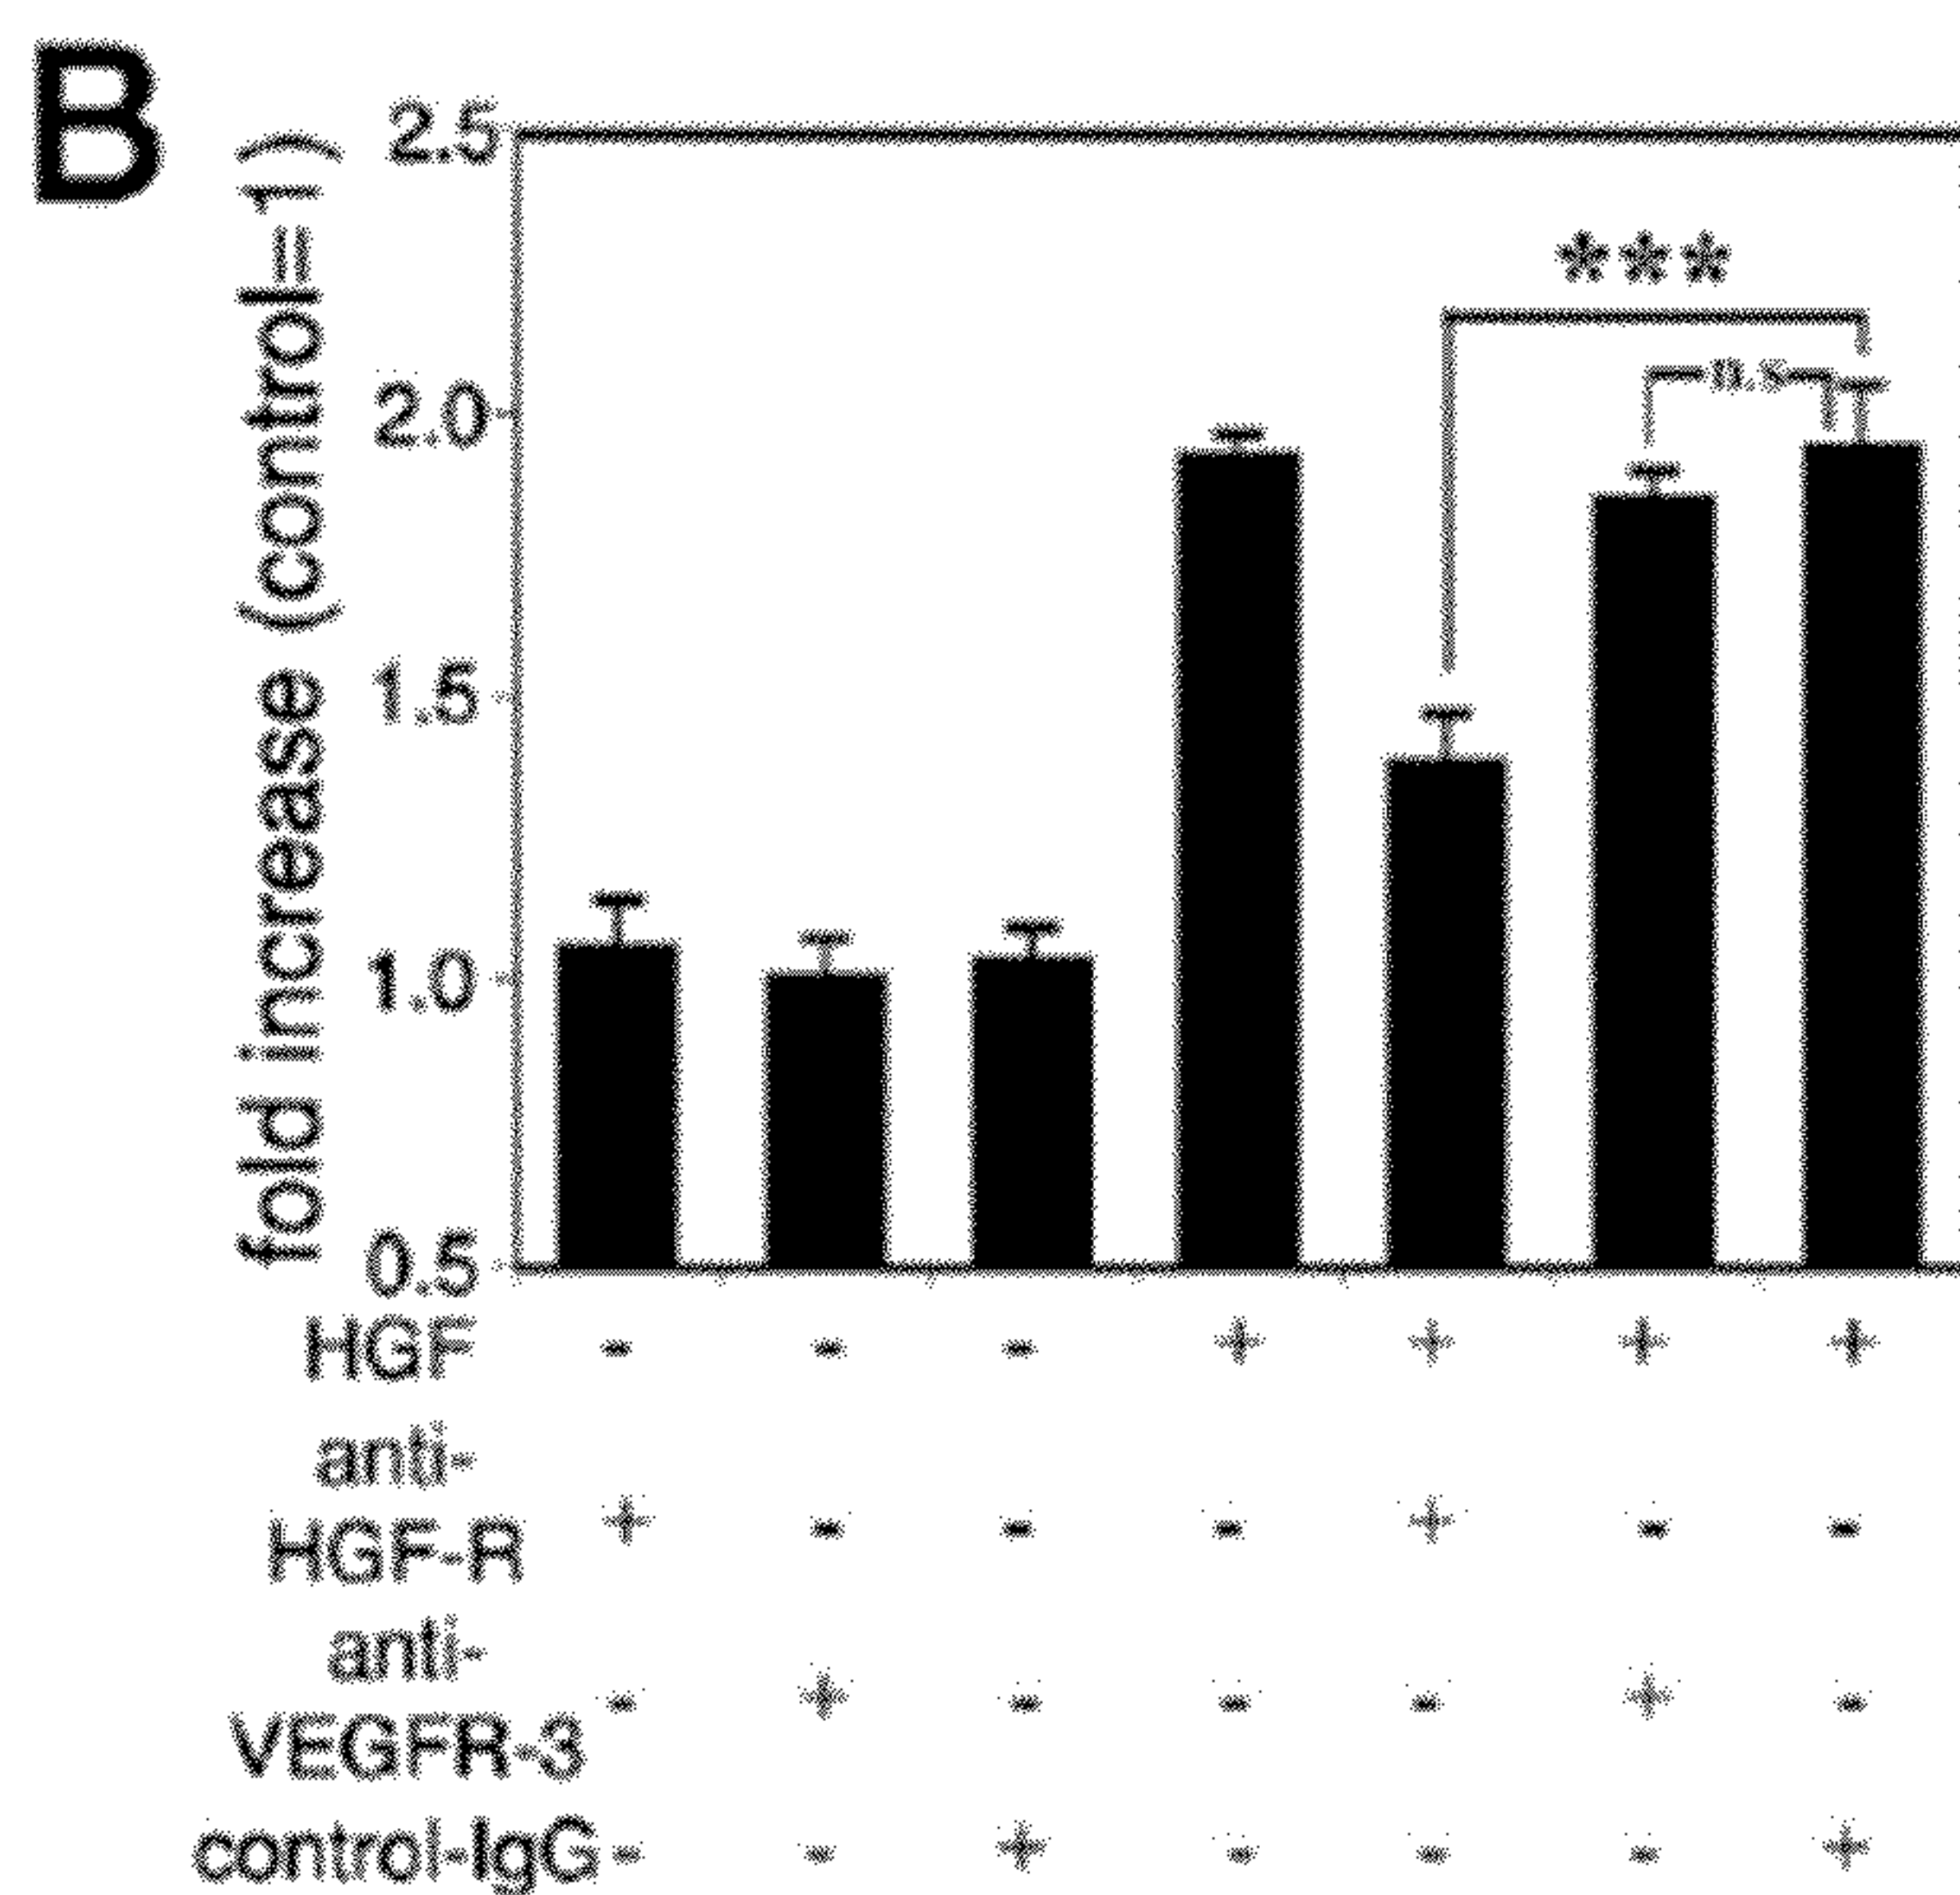 B
fold increase (control=1)
2.5
***
n.s
2.0
1.5
1.0
0.5
HGF - - - + + + +
anti-
HGF-R + - - - + - -
anti-
VEGFR-3 - + - - - + -
control-IgG - - + - - - +